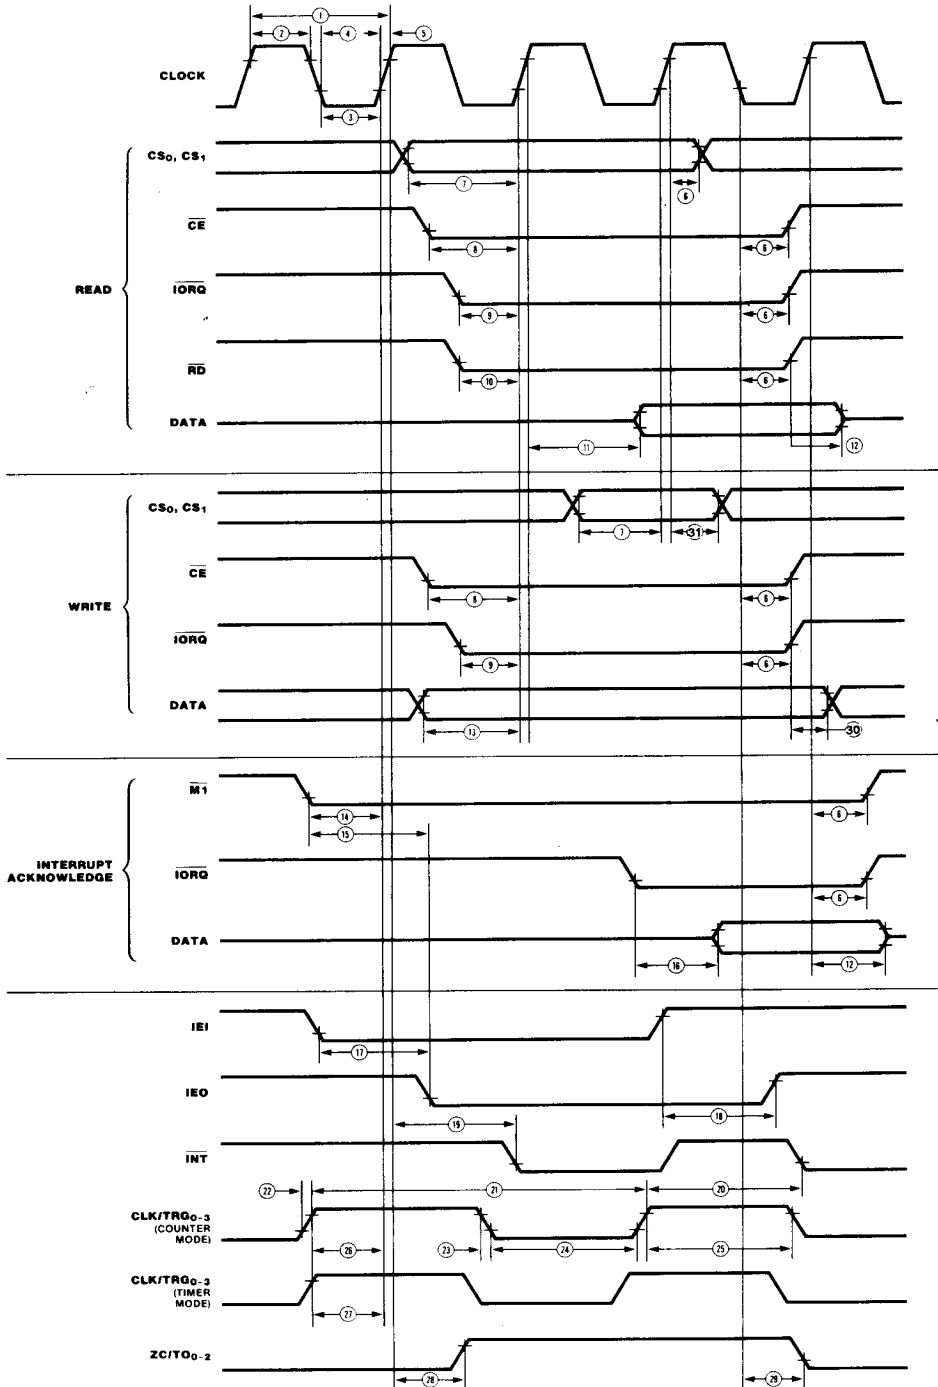 1
2 4 5
CLOCK
3
READ
CS0, CS1
7 6
CE
8 6
IORQ
9 6
RD
10 6
DATA
11 12
WRITE
CS0, CS1
7 31
CE
8 6
IORQ
9 6
DATA
13 30
INTERRUPT
ACKNOWLEDGE
M1
14 6
15
IORQ
6
DATA
16 12
IEI
17
IEO
19 18
INT
22 21 20
CLK/TRG0-3
(COUNTER
MODE)
26 23 24 25
CLK/TRG0-3
(TIMER
MODE)
27
ZC/TO0-2
28 29